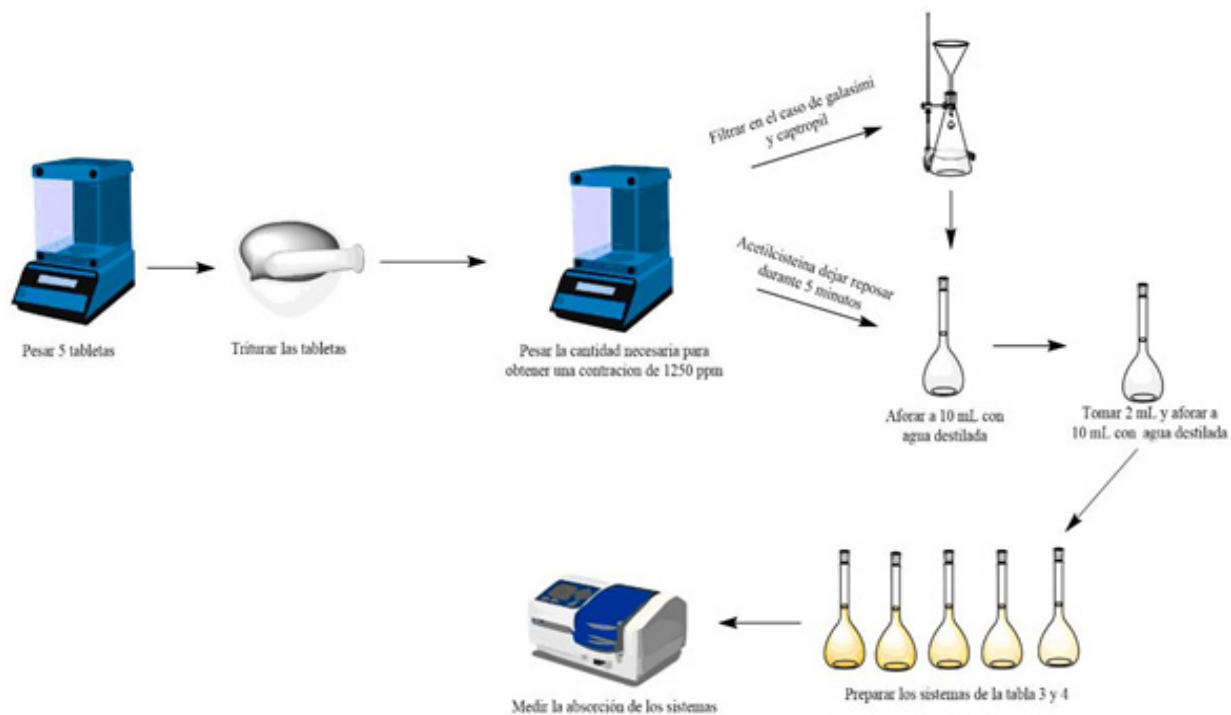 Pesar 5 tabletas
Triturar las tabletas
Pesar la cantidad necesaria para
obtener una contracion de 1250 ppm
Filtrar en el caso de galasimi
y captropil
Acetilcisteina dejar reposar
durante 5 minutos
Aforar a 10 mL con
agua destilada
Tomar 2 mL y aforar a
10 mL con agua destilada
Preparar los sistemas de la tabla 3 y 4
Medir la absorción de los sistemas